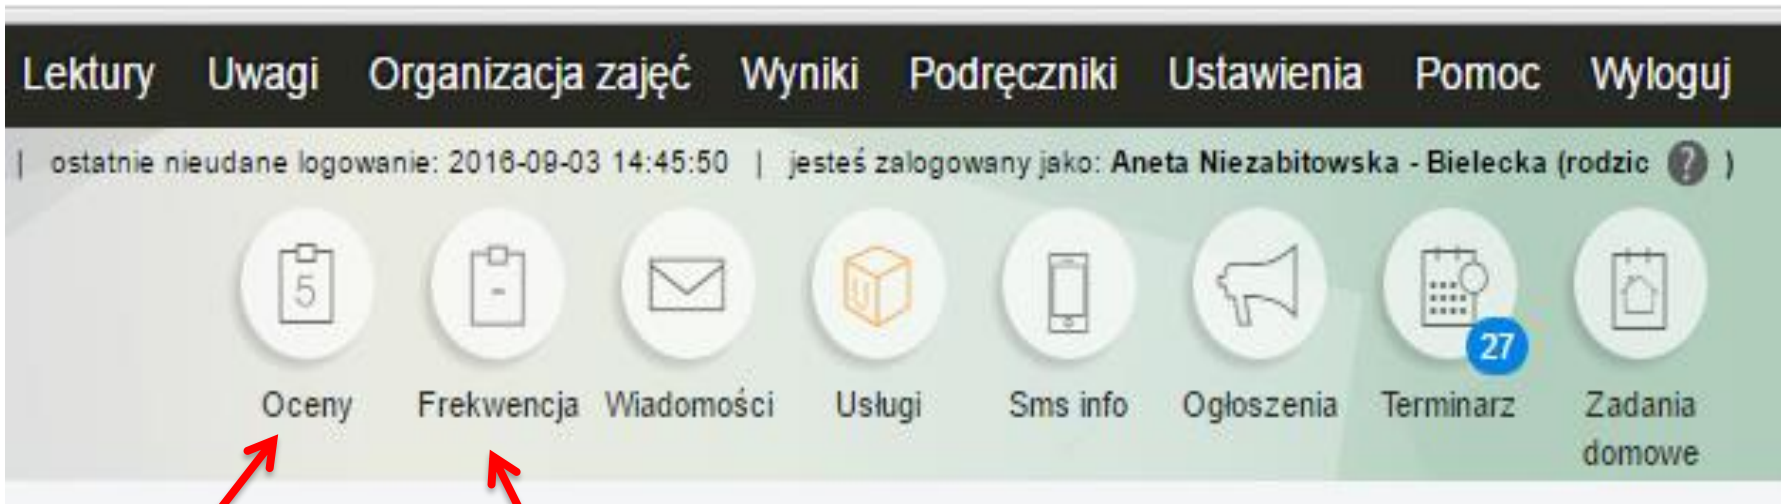 Lektury Uwagi Organizacja zajęć Wyniki Podręczniki Ustawienia Pomoc Wyloguj
| ostatnie nieudane logowanie: 2016-09-03 14:45:50 | jesteś zalogowany jako: Aneta Niezabitowska - Bielecka (rodzic ? )
5 - U
27
Oceny Frekwencja Wiadomości Usługi Sms info Ogłoszenia Terminarz Zadania
domowe